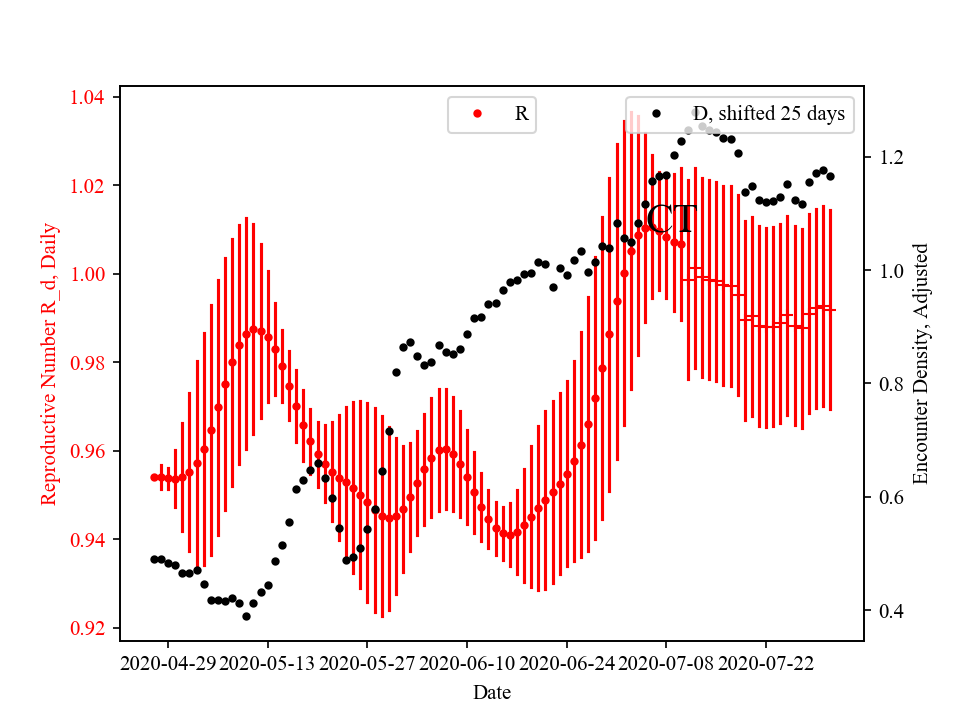 R
D, shifted 25 days
CT
Reproductive Number R_d, Daily
1.04
1.02
1.00
0.98
0.96
0.94
0.92
1.2
1.0
0.8
0.6
0.4
Encounter Density, Adjusted
2020-04-29 2020-05-13 2020-05-27 2020-06-10 2020-06-24 2020-07-08 2020-07-22
Date